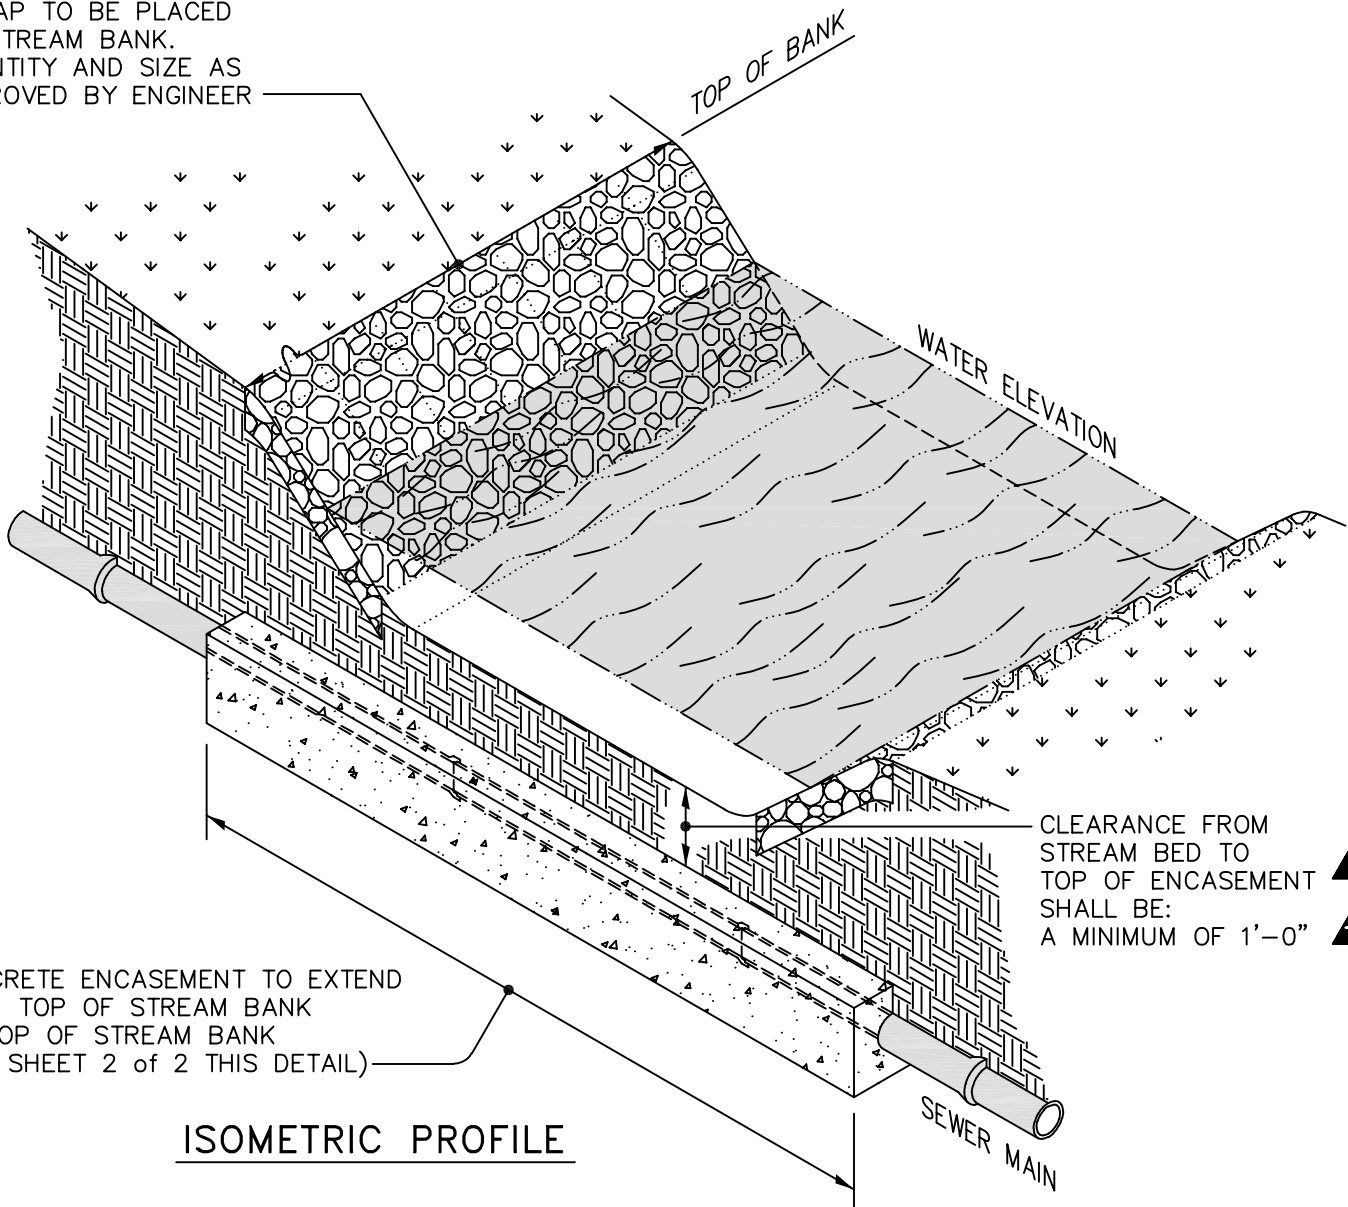 AP TO BE PLACED
TREAM BANK.
NTITY AND SIZE AS
ROVED BY ENGINEER
TOP OF BANK
WATER ELEVATION
CLEARANCE FROM
STREAM BED TO
TOP OF ENCASEMENT
SHALL BE:
A MINIMUM OF 1'-0"
CRETE ENCASEMENT TO EXTEND
TOP OF STREAM BANK
OP OF STREAM BANK
SHEET 2 of 2 THIS DETAIL)
SEWER MAIN
ISOMETRIC PROFILE